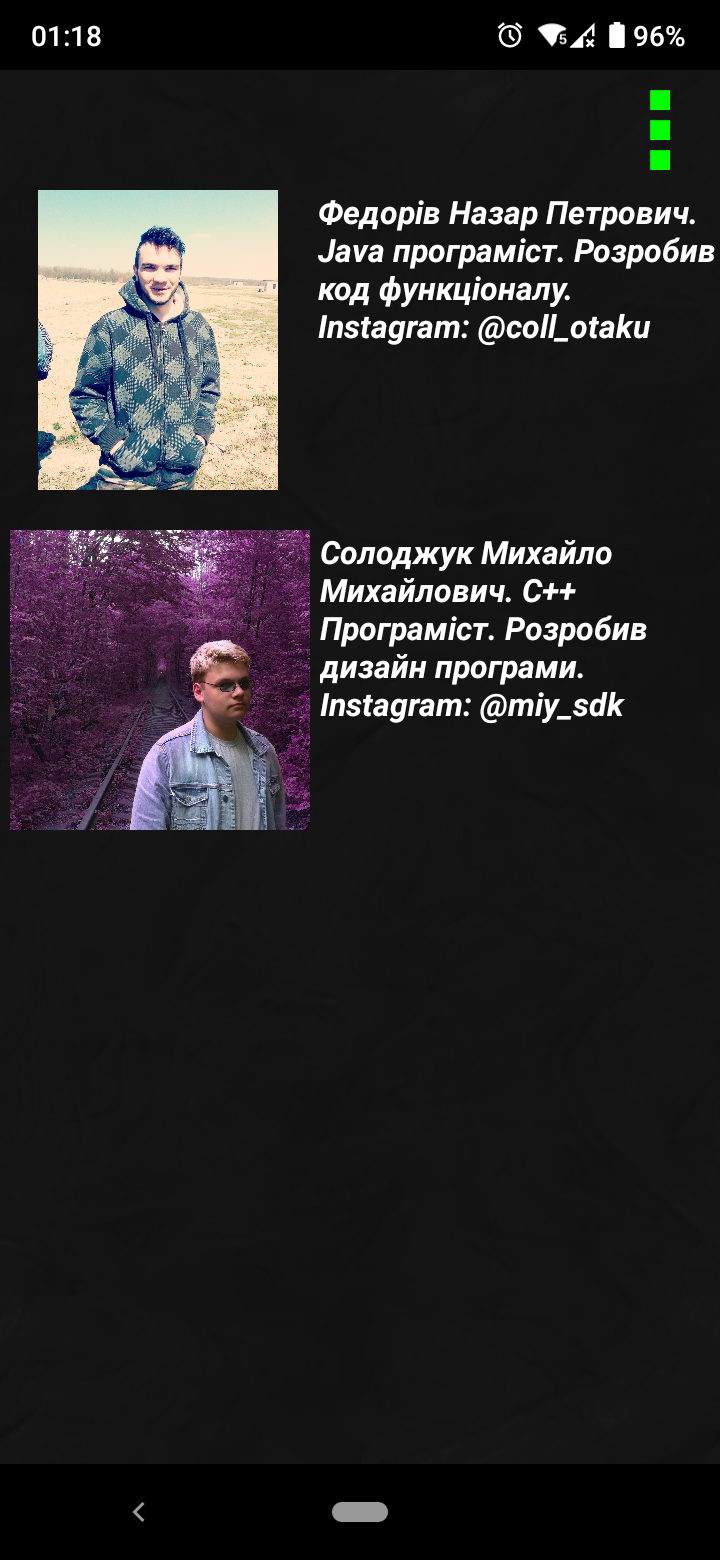 01:18
5
96%
Федорів Назар Петрович.
Java програміст. Розробив
код функціоналу.
Instagram: @coll_otaku
Солоджук Михайло
Михайлович. C++
Програміст. Розробив
дизайн програми.
Instagram: @miy_sdk